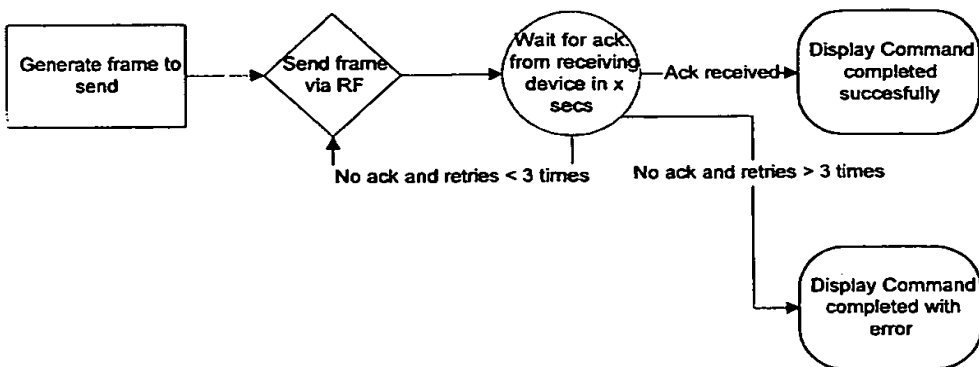 Generate frame to
send
Send frame
via RF
Wait for ack.
from receiving
device in x
secs
Ack received
Display Command
completed
succesfully
No ack and retries < 3 times
No ack and retries > 3 times
Display Command
completed with
error